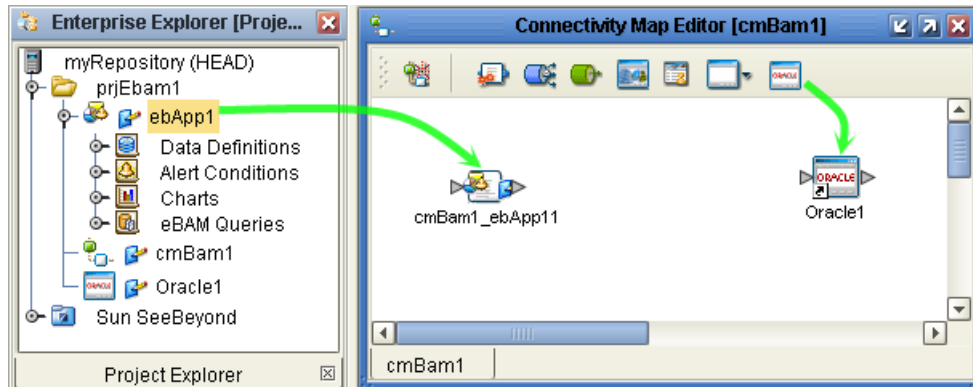 Enterprise Explorer [Proje...
myRepository (HEAD)
prjEbam1
ebApp1
Data Definitions
Alert Conditions
Charts
eBAM Queries
cmBam1
ORACLE
Oracle1
Sun SeeBeyond
Project Explorer
Connectivity Map Editor [cmBam1]
ORACLE
cmBam1_ebApp11
ORACLE
Oracle1
cmBam1